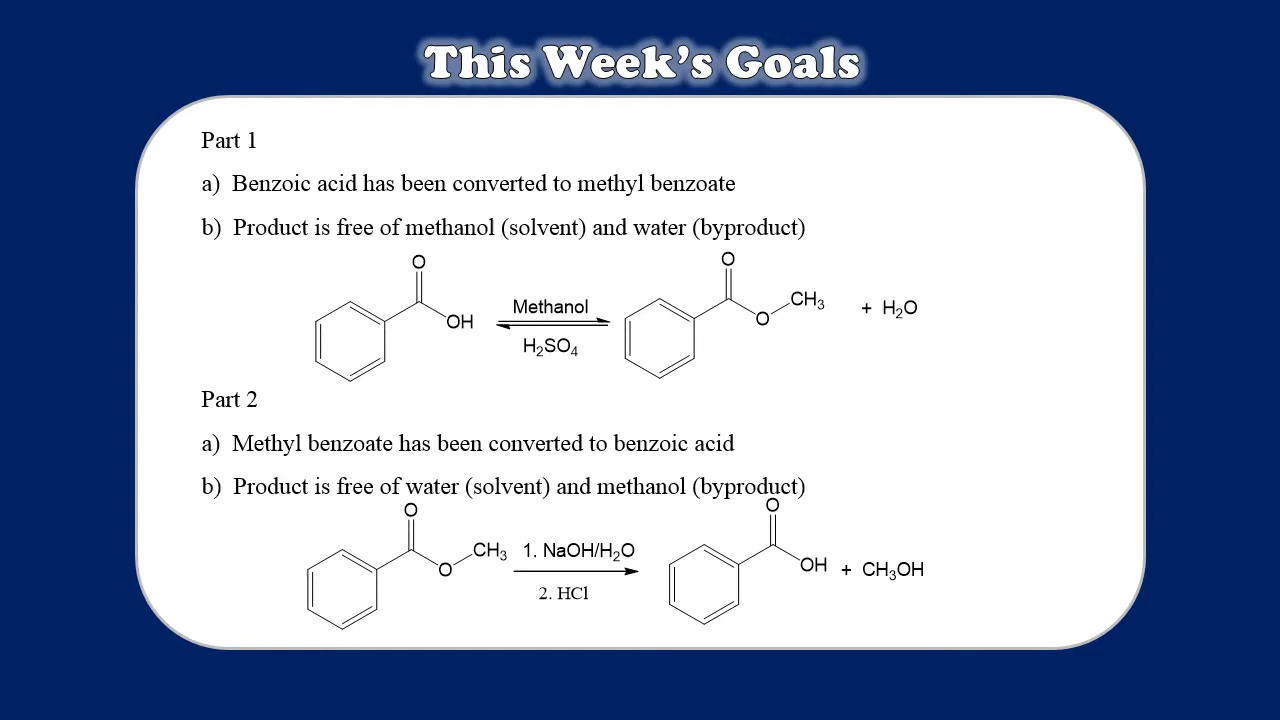 This Week's Goals
Part 1
a) Benzoic acid has been converted to methyl benzoate
b) Product is free of methanol (solvent) and water (byproduct)
O
OH
Methanol
H₂SO₄
O
O
CH₃
+ H₂O
Part 2
a) Methyl benzoate has been converted to benzoic acid
b) Product is free of water (solvent) and methanol (byproduct)
O
O
CH₃
1. NaOH/H₂O
2. HCl
O
OH
+ CH₃OH